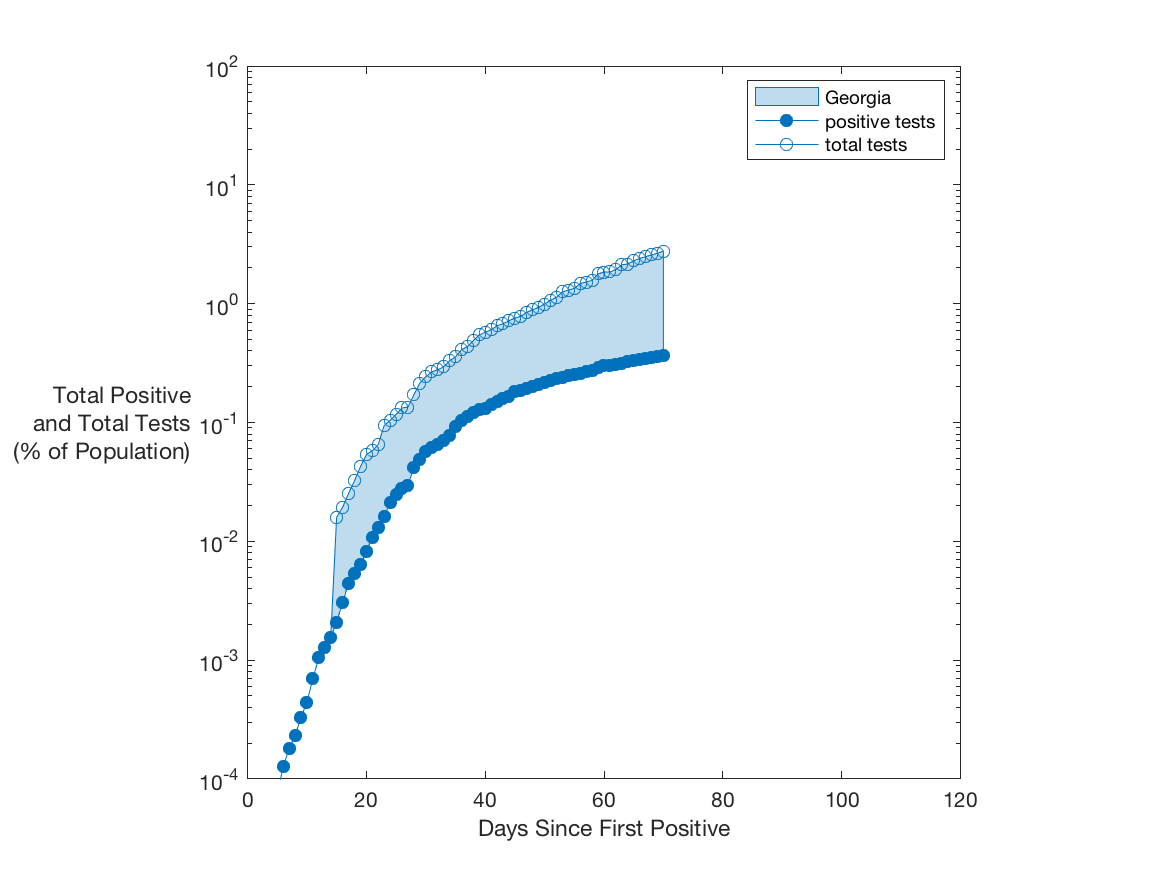 10^2
10^1
10^0
10^-1
10^-2
10^-3
10^-4
Total Positive
and Total Tests
(% of Population)
Georgia
positive tests
total tests
0 20 40 60 80 100 120
Days Since First Positive